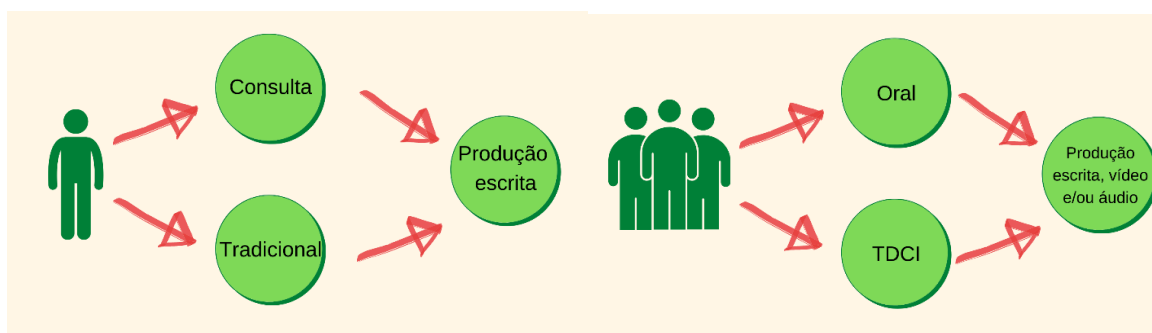 Consulta
Tradicional
Produção
escrita
Oral
TDCI
Produção
escrita, vídeo
e/ou áudio